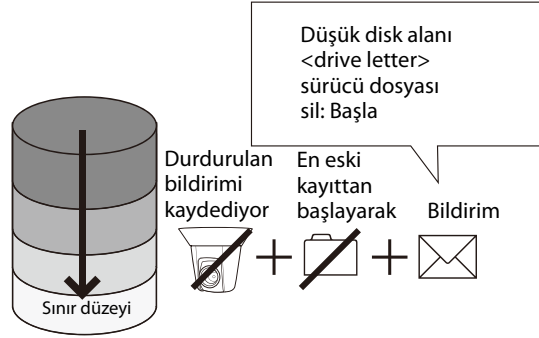 Düşük disk alanı
<drive letter>
sürücü dosyası
sil: Başla
Durdurulan
bildirimi
kaydediyor
En eski
kayıttan
başlayarak
Bildirim
Sınır düzeyi